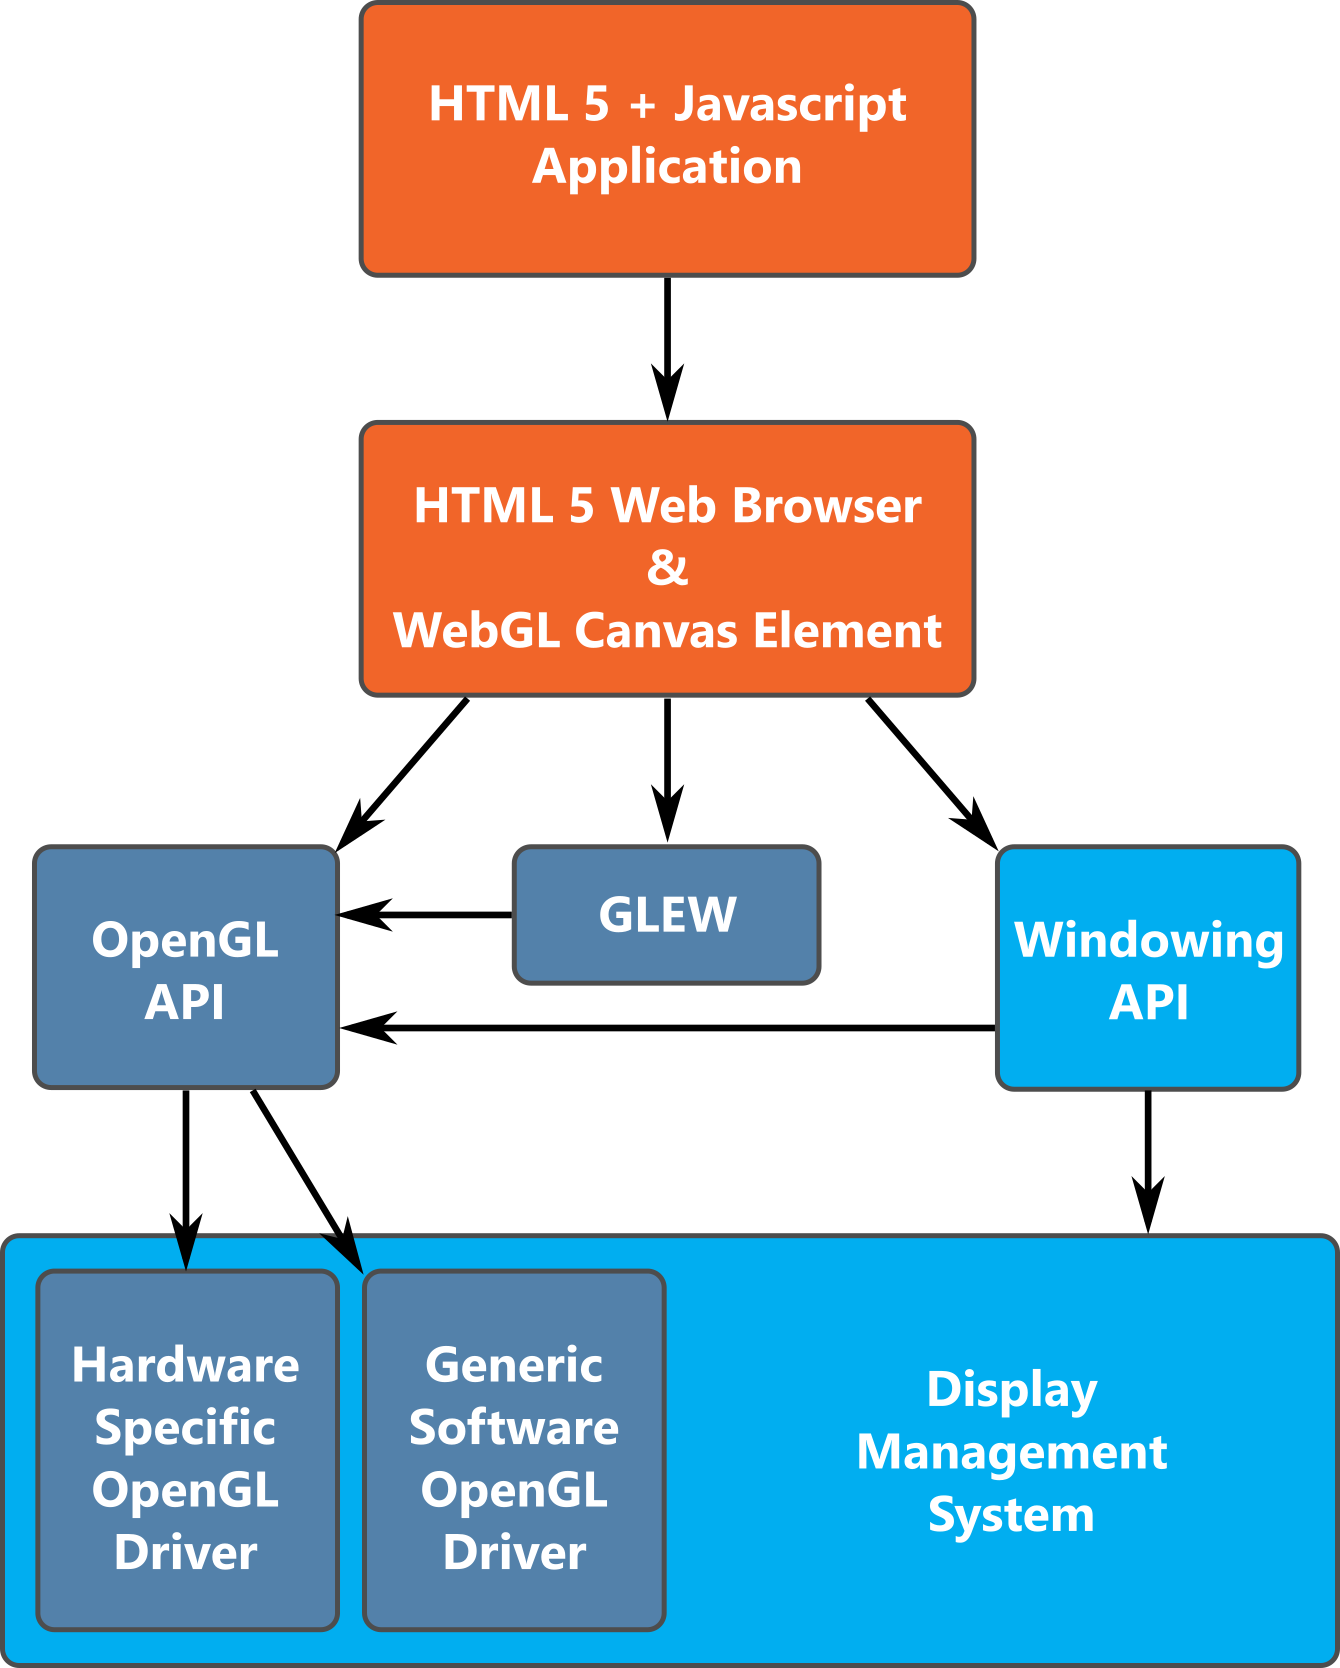 HTML 5 + Javascript
Application
HTML 5 Web Browser
&
WebGL Canvas Element
OpenGL
API
GLEW
Windowing
API
Hardware
Specific
OpenGL
Driver
Generic
Software
OpenGL
Driver
Display
Management
System